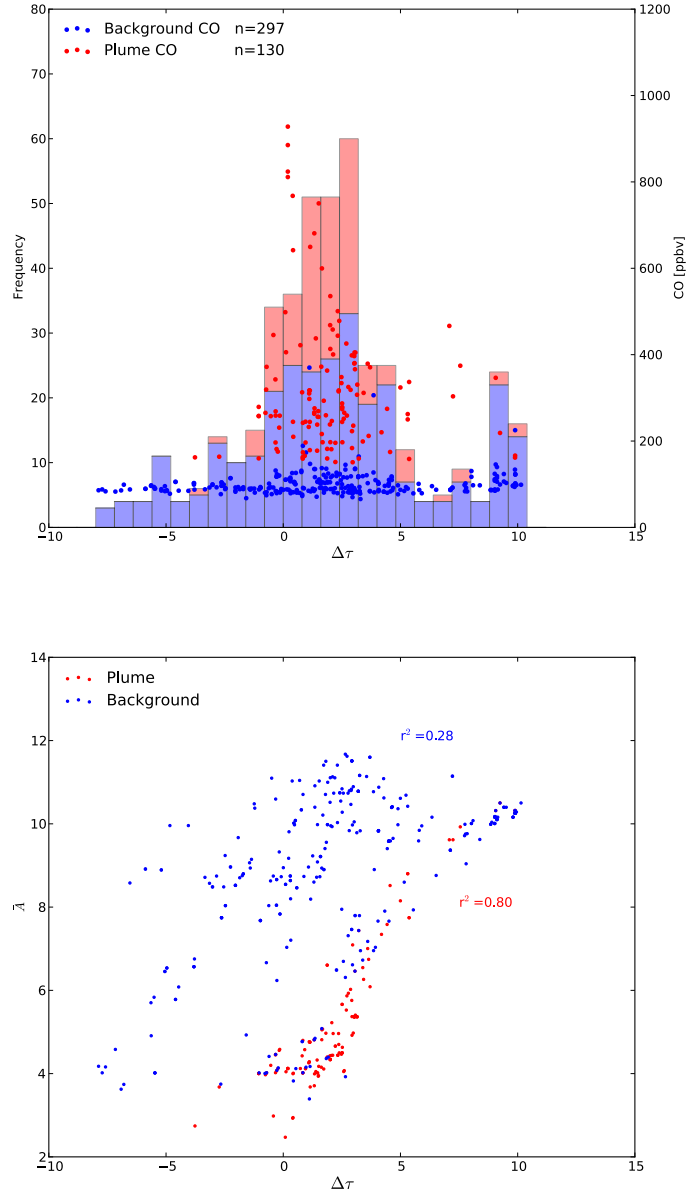 Background CO n=297
Plume CO n=130
80
70
60
50
40
30
20
10
0
Frequency
1200
1000
800
600
400
200
0
CO [ppbv]
−10 −5 0 5 10 15
Δτ
Plume
Background
r² =0.28
r² =0.80
14
12
10
8
6
4
2
Ā
−10 −5 0 5 10 15
Δτ